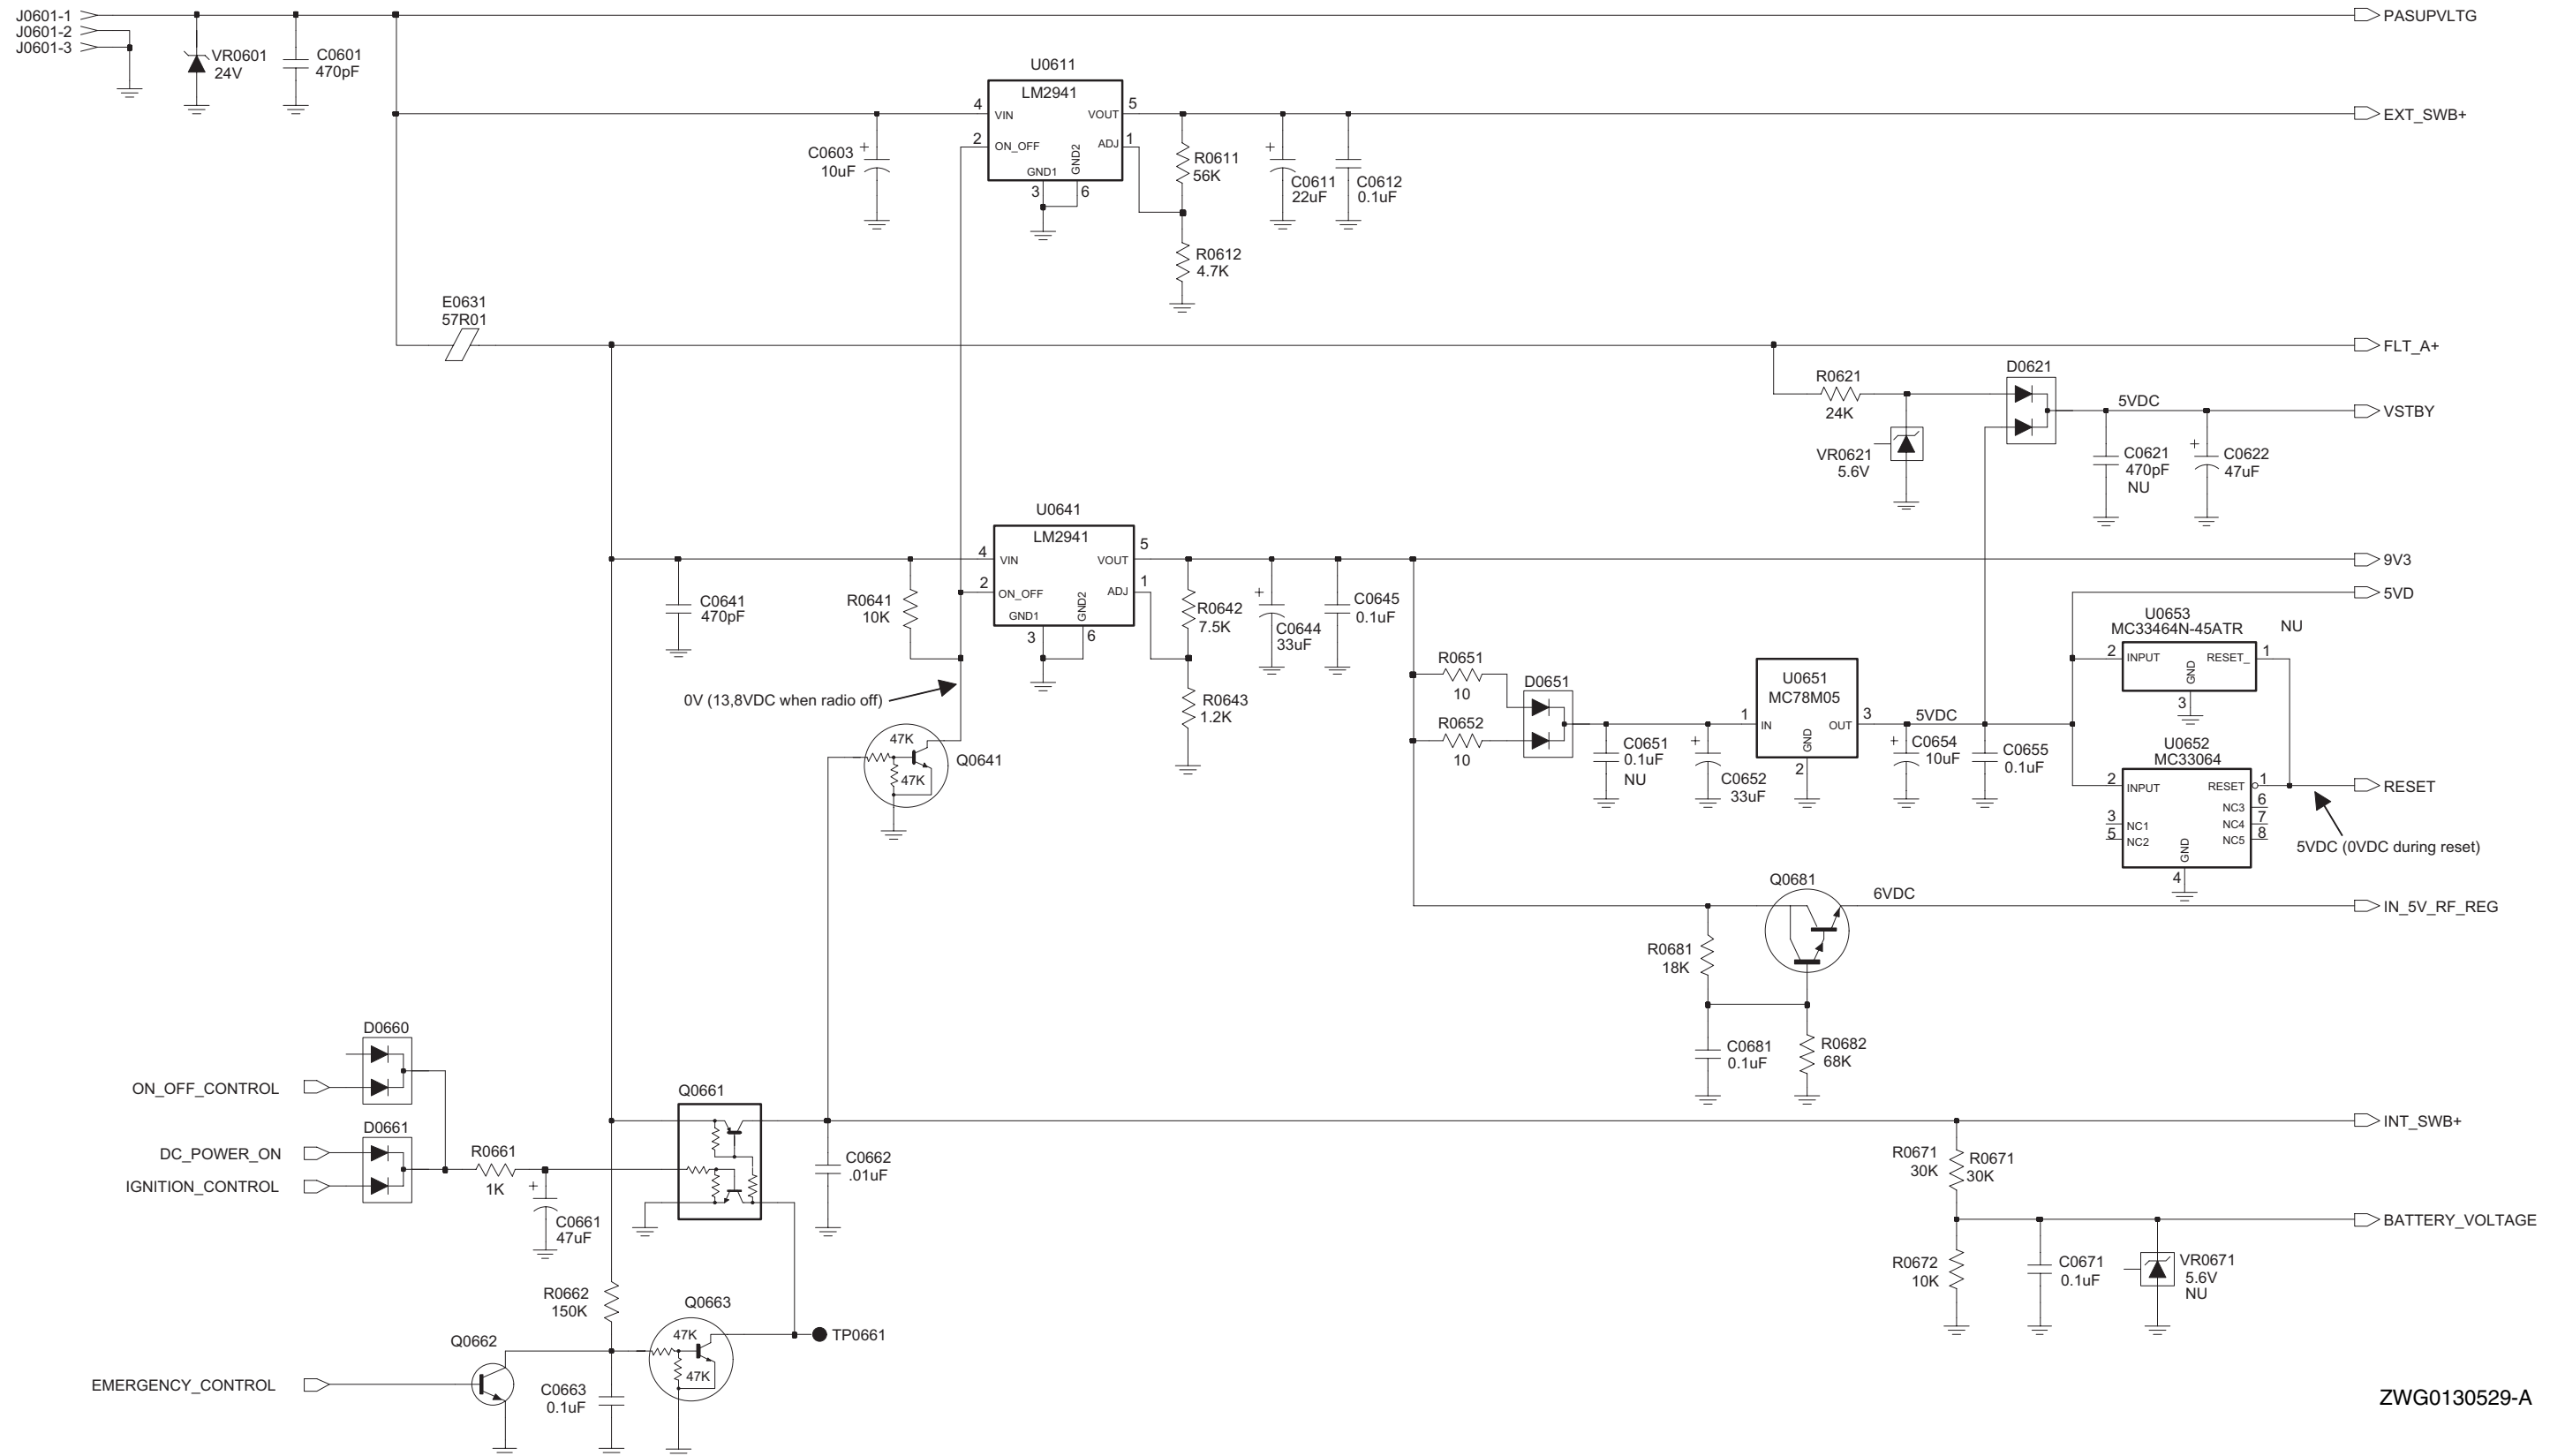 J0601-1
J0601-2
J0601-3
PASUPVLTG
VR0601
24V
C0601
470pF
U0611
LM2941
4
VIN
VOUT
5
2
ON_OFF
ADJ
1
GND1
GND2
3
6
C0603
+
10uF
R0611
56K
+
C0611
22uF
C0612
0.1uF
EXT_SWB+
R0612
4.7K
E0631
57R01
FLT_A+
R0621
24K
D0621
5VDC
VSTBY
VR0621
5.6V
C0621
470pF
NU
+
C0622
47uF
U0641
LM2941
4
VIN
VOUT
5
2
ON_OFF
ADJ
1
GND1
GND2
3
6
C0641
470pF
R0641
10K
R0642
7.5K
+
C0644
33uF
C0645
0.1uF
9V3
5VD
R0643
1.2K
0V (13,8VDC when radio off)
47K
47K
Q0641
R0651
10
R0652
10
D0651
C0651
0.1uF
NU
+
C0652
33uF
U0651
MC78M05
1
IN
OUT
3
GND
2
5VDC
+
C0654
10uF
C0655
0.1uF
U0653
MC33464N-45ATR
NU
2
INPUT
RESET_
1
GND
3
U0652
MC33064
2
INPUT
RESET
1
NC3
6
3
NC1
NC4
7
5
NC2
NC5
8
GND
4
RESET
5VDC (0VDC during reset)
Q0681
6VDC
IN_5V_RF_REG
R0681
18K
C0681
0.1uF
R0682
68K
D0660
ON_OFF_CONTROL
D0661
DC_POWER_ON
IGNITION_CONTROL
R0661
1K
+
C0661
47uF
Q0661
C0662
.01uF
INT_SWB+
R0671
30K
R0671
30K
BATTERY_VOLTAGE
R0672
10K
C0671
0.1uF
VR0671
5.6V
NU
R0662
150K
Q0663
47K
47K
TP0661
Q0662
EMERGENCY_CONTROL
C0663
0.1uF
ZWG0130529-A